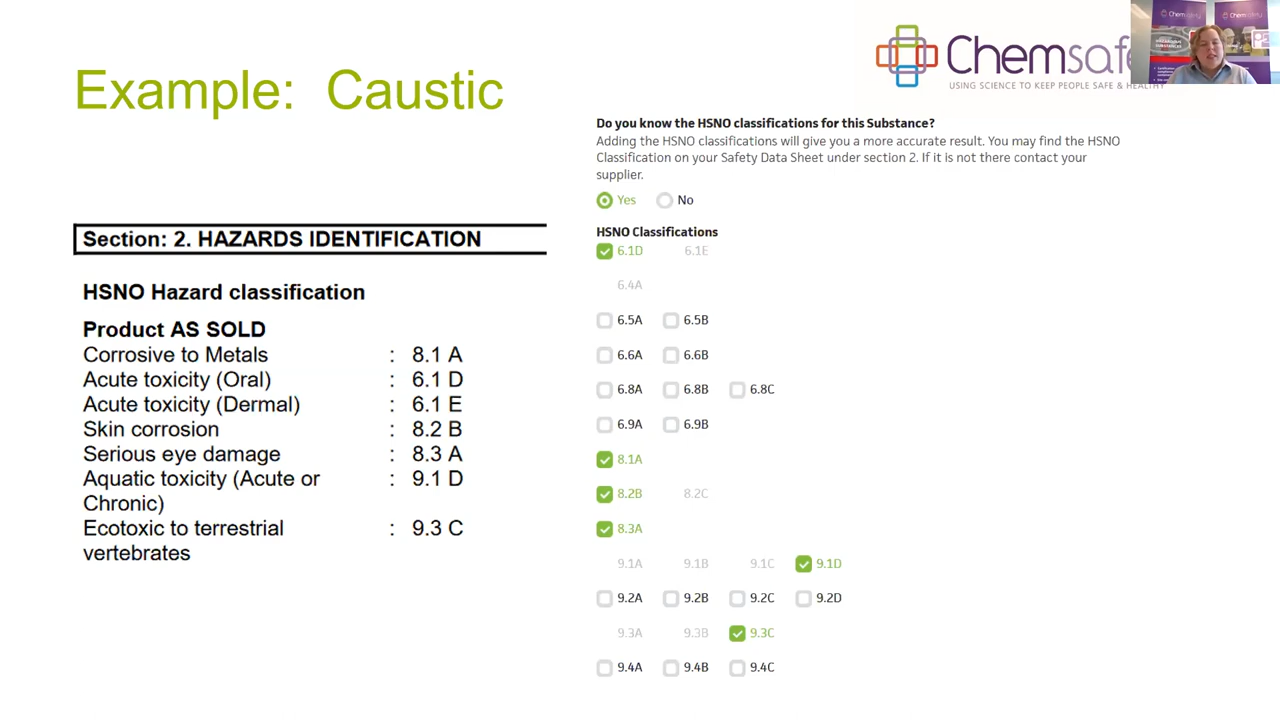 Example: Caustic
Chemsafe
USING SCIENCE TO KEEP PEOPLE SAFE & HEALTHY
Section: 2. HAZARDS IDENTIFICATION
HSNO Hazard classification
Product AS SOLD
Corrosive to Metals : 8.1 A
Acute toxicity (Oral) : 6.1 D
Acute toxicity (Dermal) : 6.1 E
Skin corrosion : 8.2 B
Serious eye damage : 8.3 A
Aquatic toxicity (Acute or : 9.1 D
Chronic)
Ecotoxic to terrestrial : 9.3 C
vertebrates
Do you know the HSNO classifications for this Substance?
Adding the HSNO classifications will give you a more accurate result. You may find the HSNO
Classification on your Safety Data Sheet under section 2. If it is not there contact your
supplier.
Yes No
HSNO Classifications
6.1D 6.1E
6.4A
6.5A 6.5B
6.6A 6.6B
6.8A 6.8B 6.8C
6.9A 6.9B
8.1A
8.2B 8.2C
8.3A
9.1A 9.1B 9.1C 9.1D
9.2A 9.2B 9.2C 9.2D
9.3A 9.3B 9.3C
9.4A 9.4B 9.4C